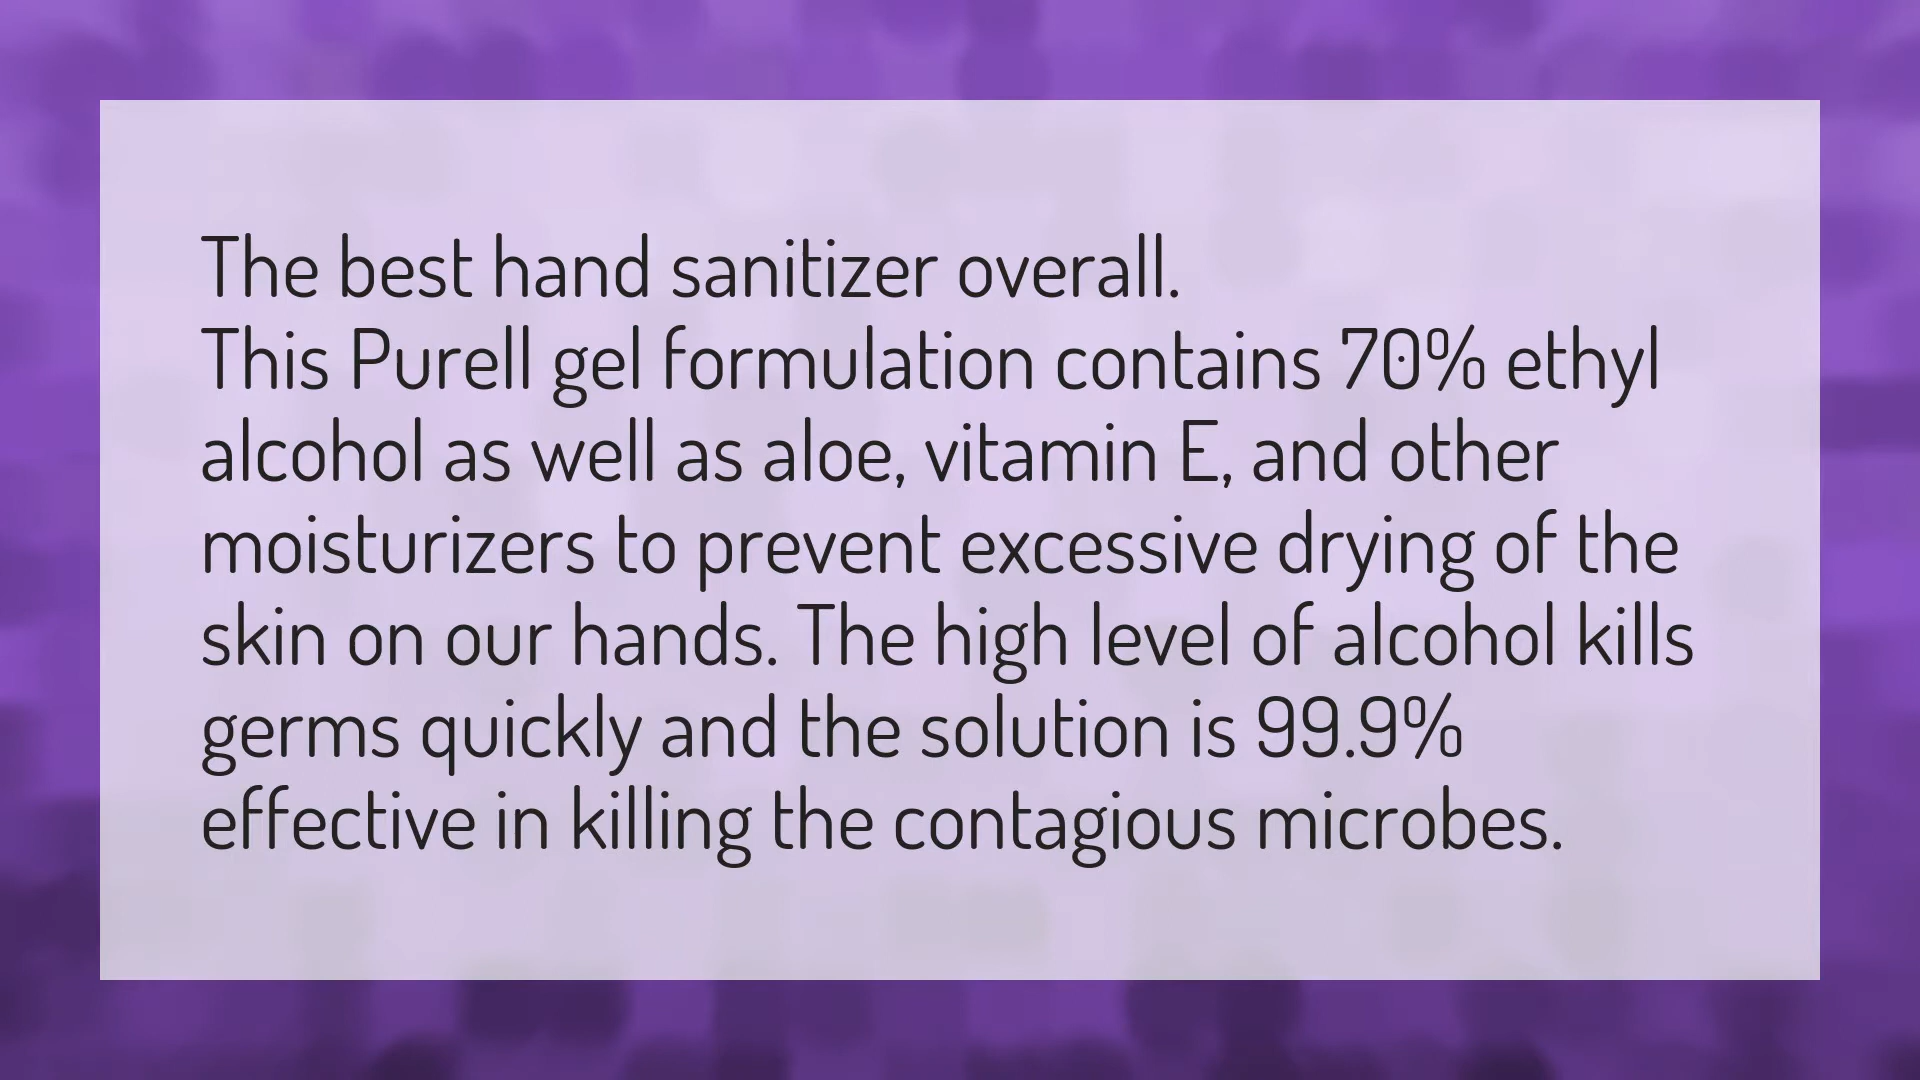 The best hand sanitizer overall.
This Purell gel formulation contains 70% ethyl
alcohol as well as aloe, vitamin E, and other
moisturizers to prevent excessive drying of the
skin on our hands. The high level of alcohol kills
germs quickly and the solution is 99.9%
effective in killing the contagious microbes.